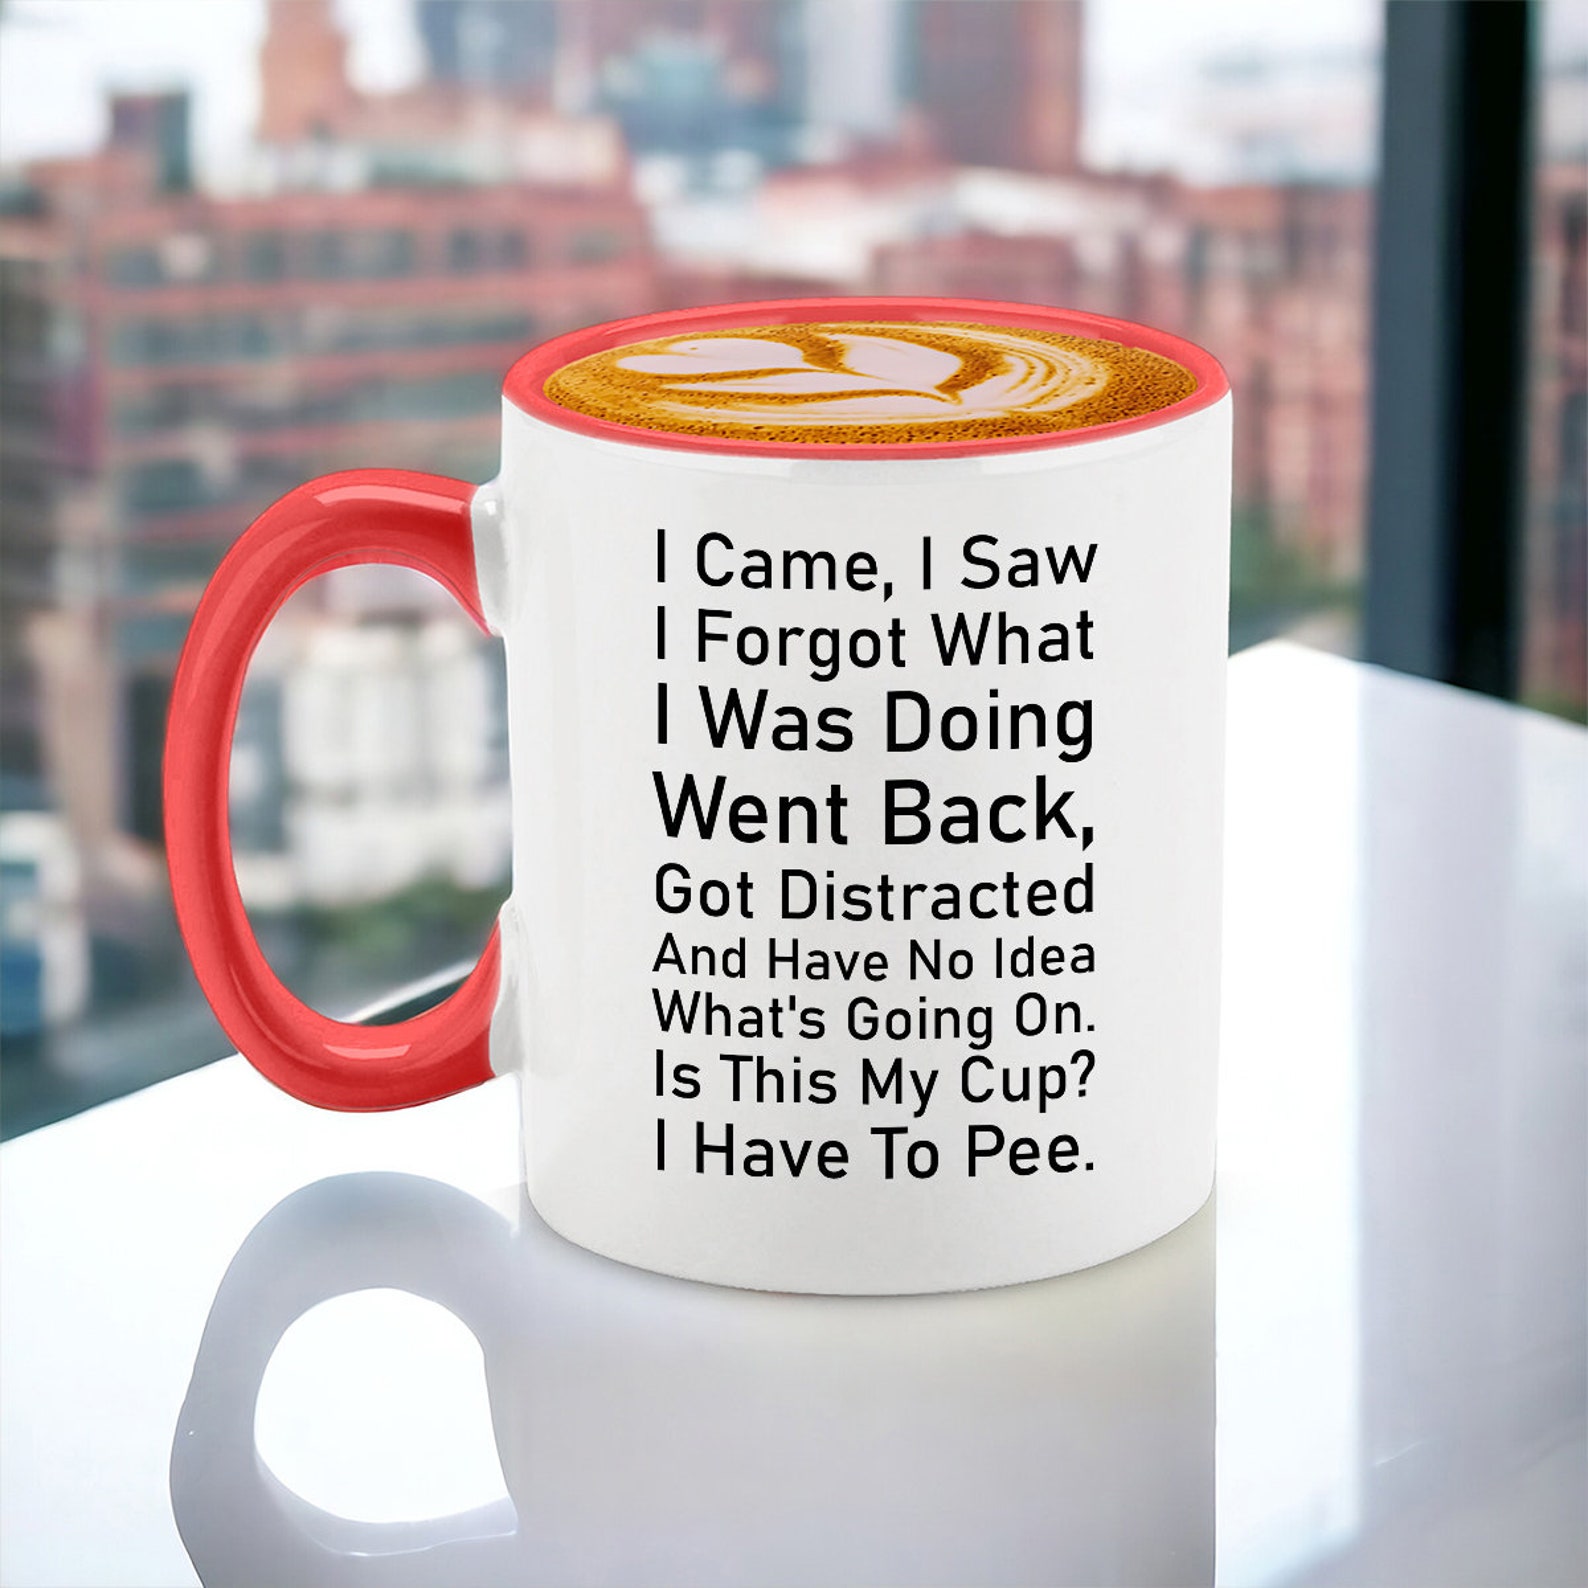 I Came, I Saw
I Forgot What
I Was Doing
Went Back,
Got Distracted
And Have No Idea
What's Going On.
Is This My Cup?
I Have To Pee.